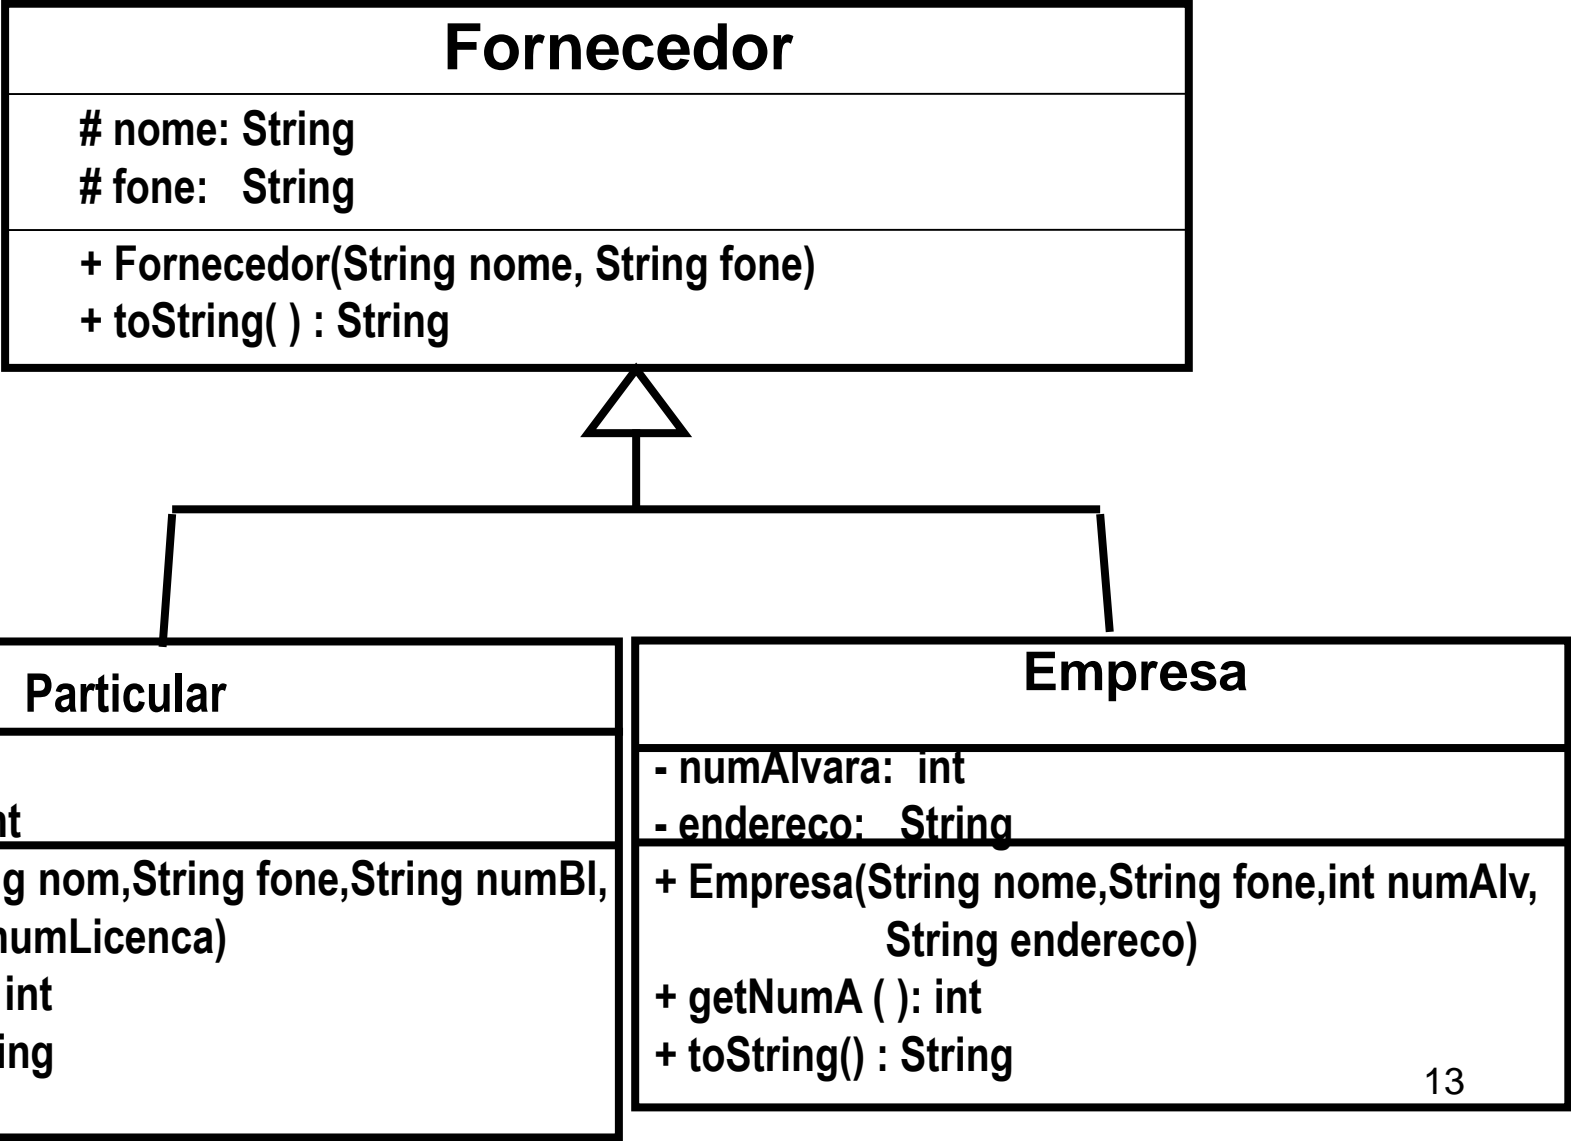 Fornecedor
# nome: String
# fone: String
+ Fornecedor(String nome, String fone)
+ toString( ) : String
Particular
nom,String fone,String numBI,
numLicenca)
int
Empresa
- numAlvara: int
- endereco: String
+ Empresa(String nome,String fone,int numAlv,
String endereco)
+ getNumA ( ): int
+ toString() : String
13